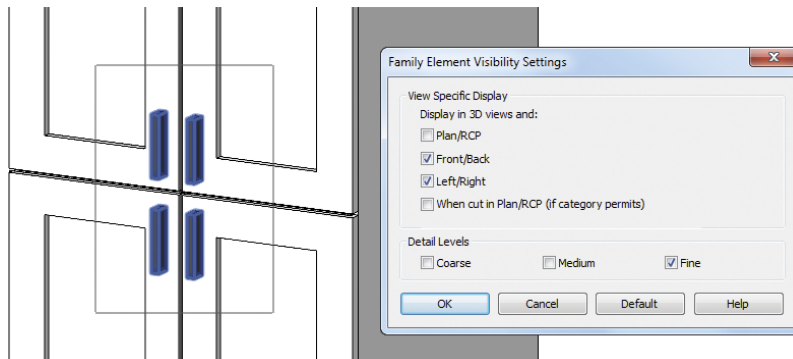 Family Element Visibility Settings
View Specific Display
Display in 3D views and:
Plan/RCP
Front/Back
Left/Right
When cut in Plan/RCP (if category permits)
Detail Levels
Coarse Medium Fine
OK Cancel Default Help